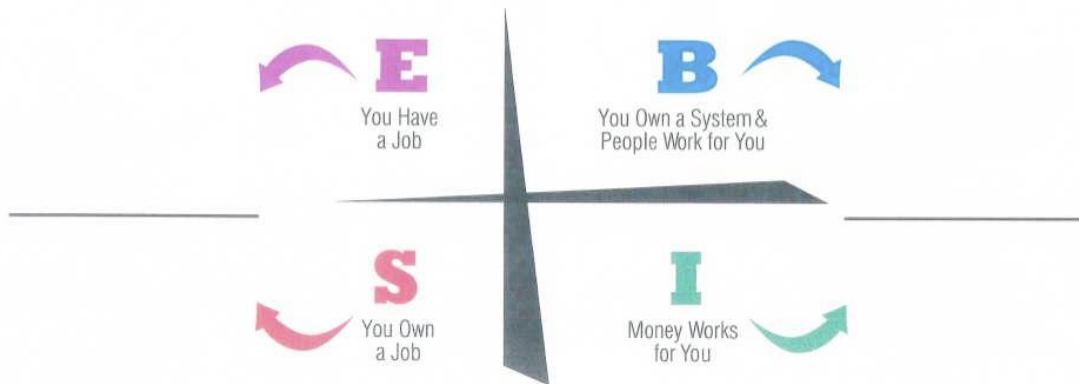 E
You Have
a Job
B
You Own a System &
People Work for You
S
You Own
a Job
I
Money Works
for You